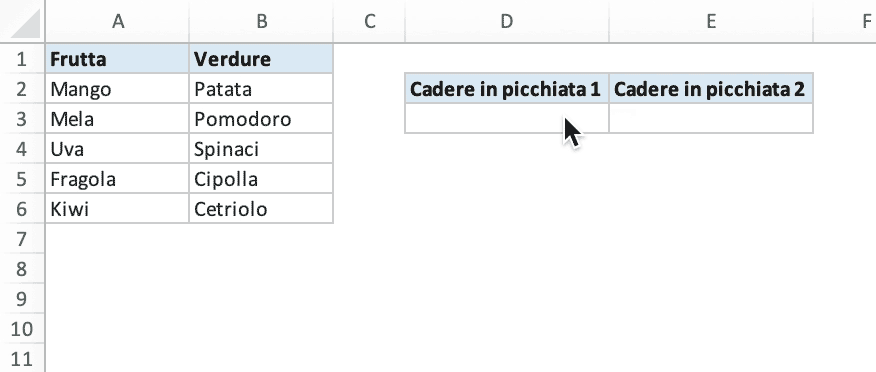 A B C D E F
1 Frutta Verdure
2 Mango Patata Cadere in picchiata 1 Cadere in picchiata 2
3 Mela Pomodoro
4 Uva Spinaci
5 Fragola Cipolla
6 Kiwi Cetriolo
7
8
9
10
11